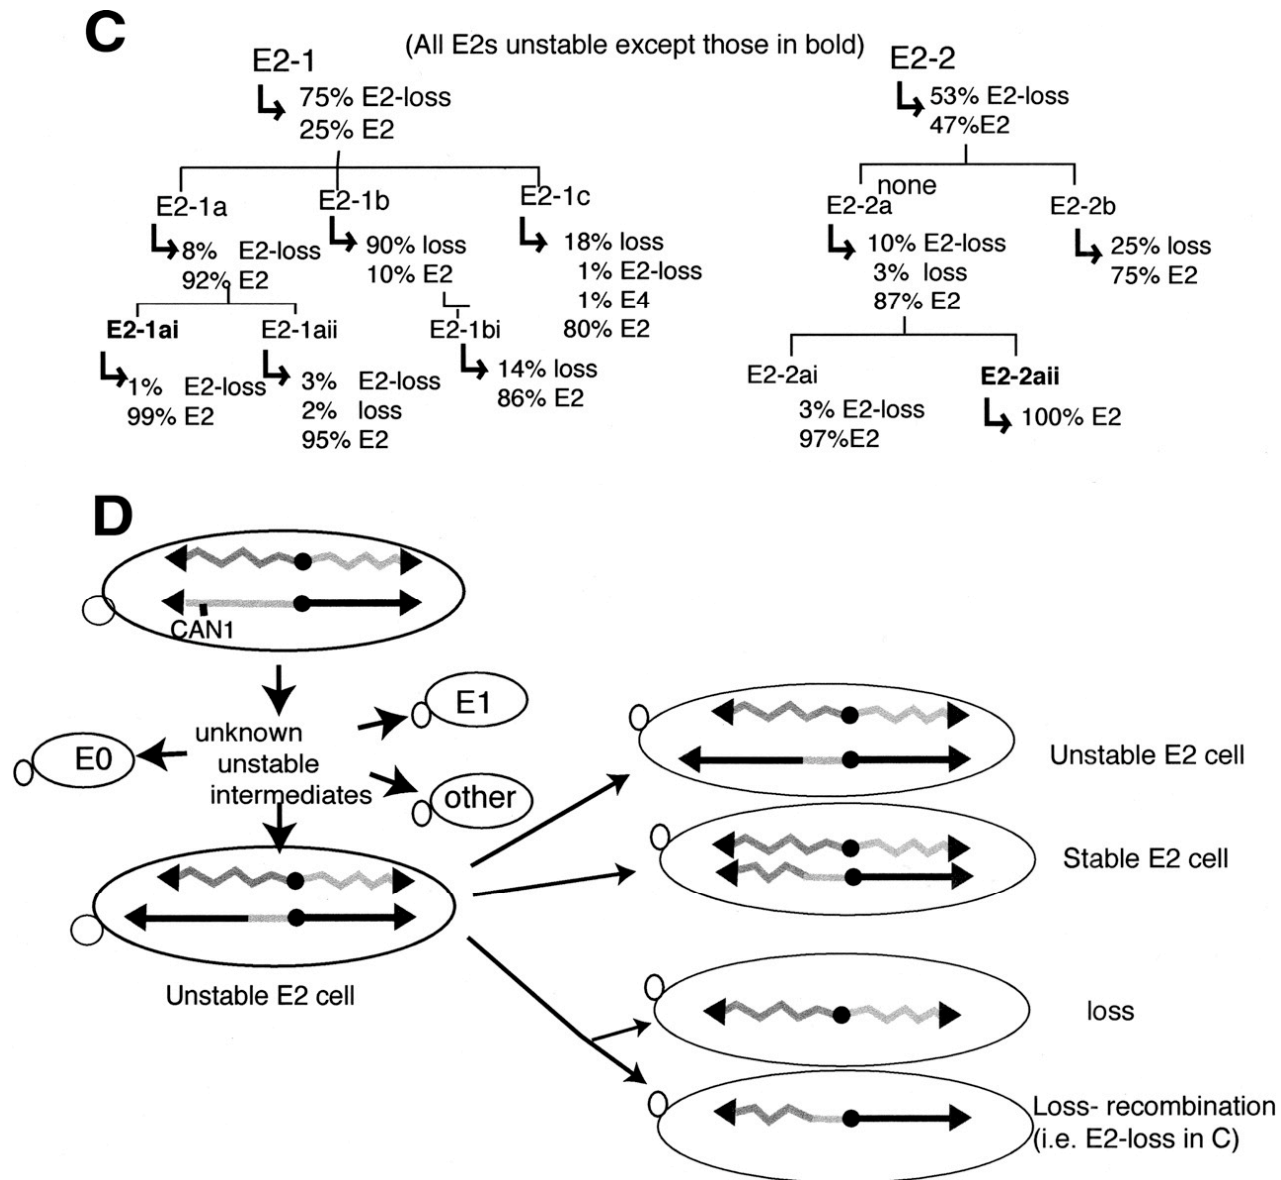 C
(All E2s unstable except those in bold)
E2-1
75% E2-loss
25% E2
E2-2
53% E2-loss
47%E2
E2-1a
8% E2-loss
92% E2
E2-1b
90% loss
10% E2
E2-1c
18% loss
1% E2-loss
1% E4
80% E2
none
E2-2a
10% E2-loss
3% loss
87% E2
E2-2b
25% loss
75% E2
E2-1ai
1% E2-loss
99% E2
E2-1aii
3% E2-loss
2% loss
95% E2
E2-1bi
14% loss
86% E2
E2-2ai
3% E2-loss
97%E2
E2-2aii
100% E2
D
CAN1
unknown
unstable
intermediates
E0
E1
other
Unstable E2 cell
Unstable E2 cell
Stable E2 cell
loss
Loss- recombination
(i.e. E2-loss in C)